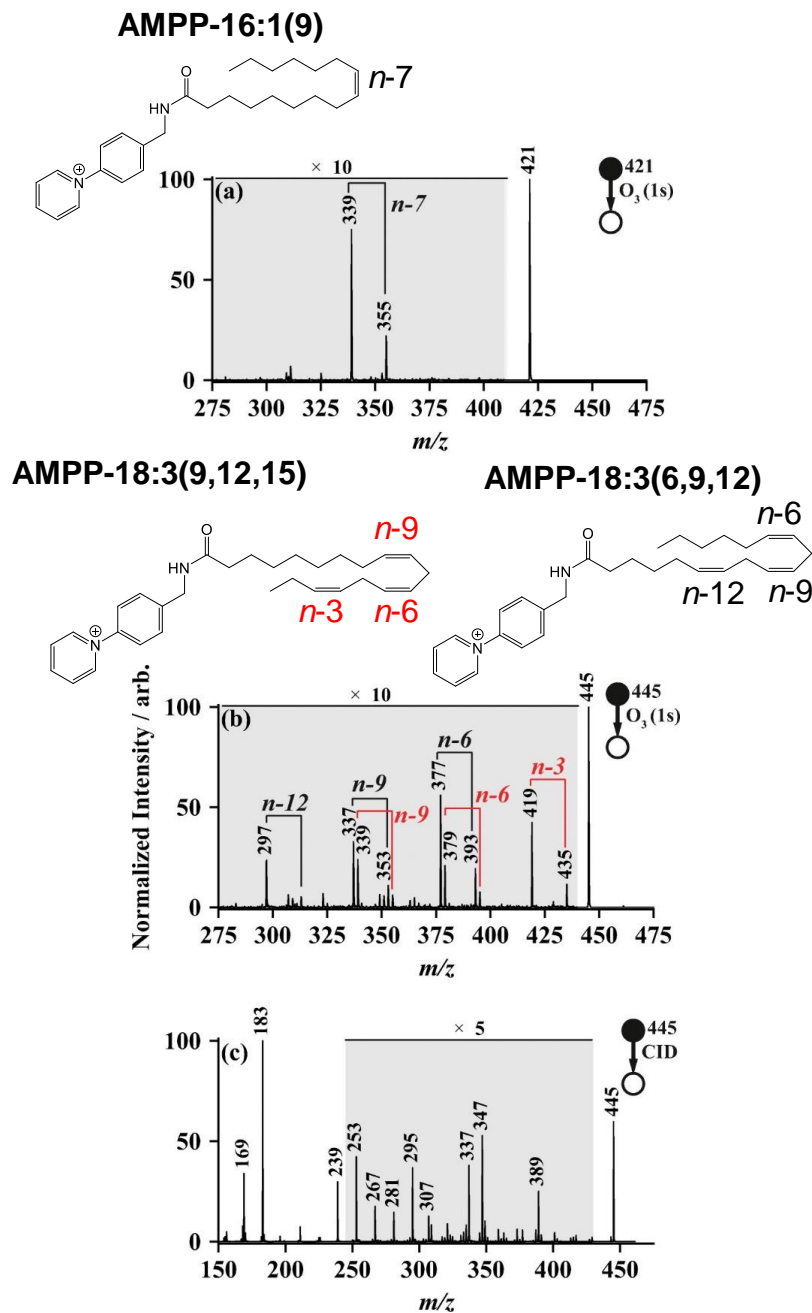 AMPP-16:1(9)
n-7
O
NH
N
+
× 10
421
(a)
339
n-7
355
421
O₃ (1s)
100
50
0
275 300 325 350 375 400 425 450 475
m/z
AMPP-18:3(9,12,15)
AMPP-18:3(6,9,12)
O
NH
N
+
n-9
n-3
n-6
O
NH
N
+
n-6
n-12
n-9
Normalized Intensity / arb.
× 10
445
(b)
n-12
297
n-9
337
339
353
n-9
n-6
377
379
393
n-6
n-3
419
435
445
O₃ (1s)
100
50
0
275 300 325 350 375 400 425 450 475
m/z
× 5
(c)
169
183
239
253
267
281
295
307
337
347
389
445
445
CID
100
50
0
150 200 250 300 350 400 450
m/z